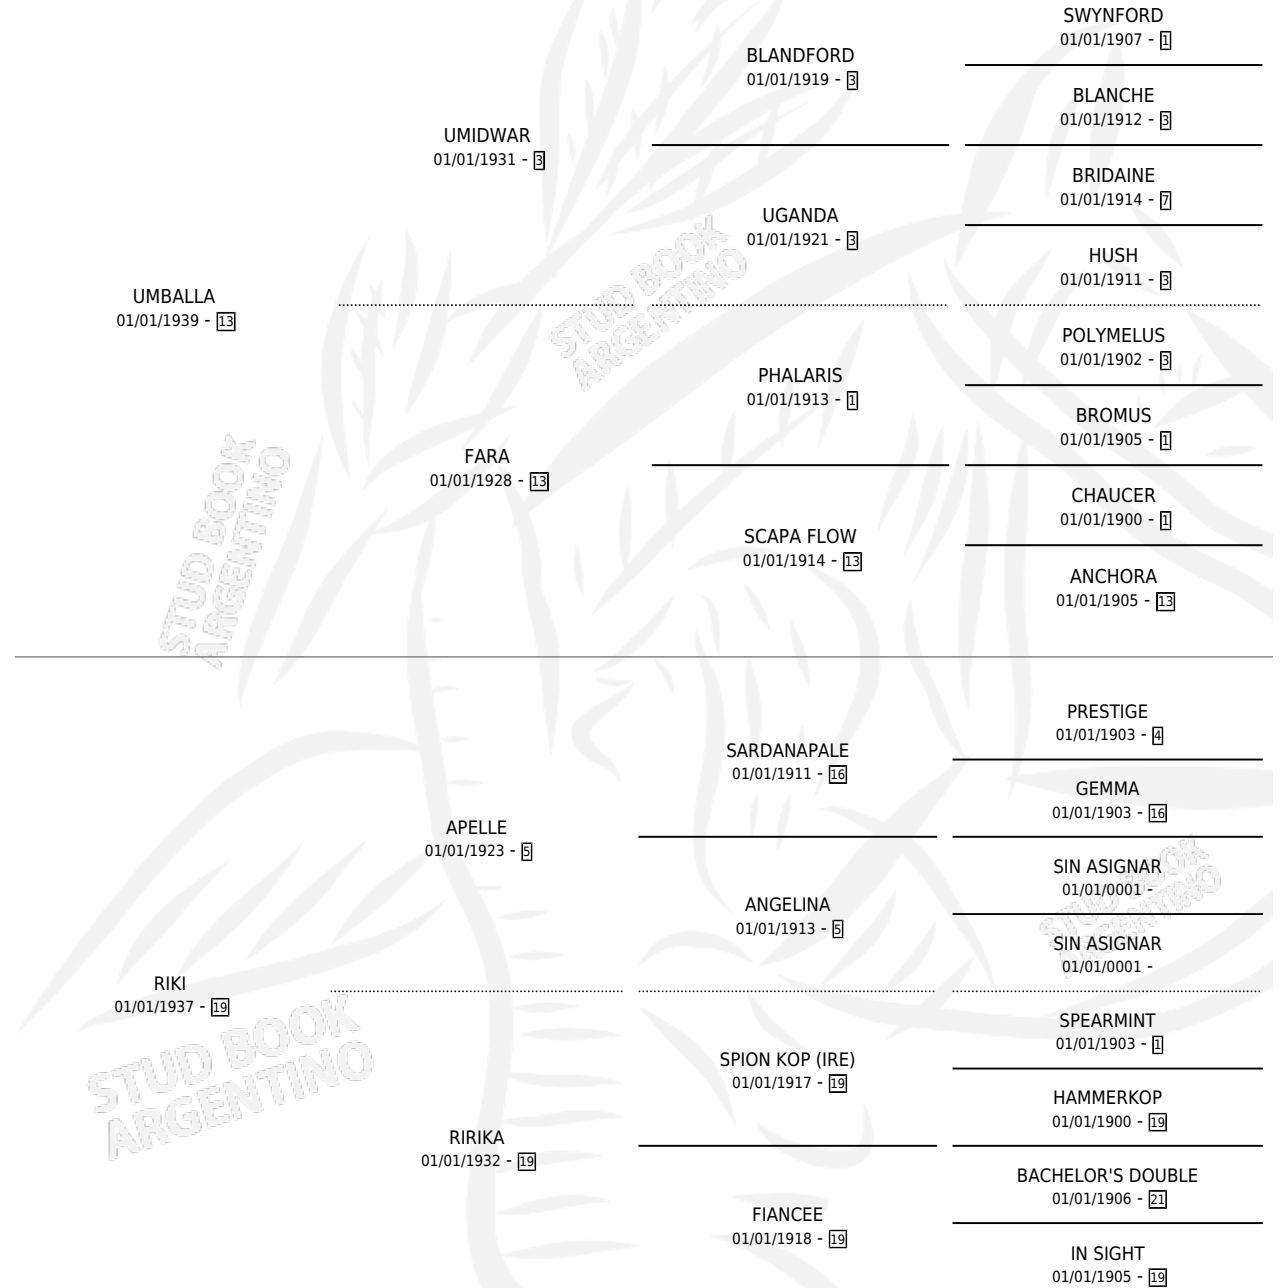 SWYNFORD
01/01/1907 - 1
BLANDFORD
01/01/1919 - 3
BLANCHE
01/01/1912 - 3
UMIDWAR
01/01/1931 - 3
BRIDAINE
01/01/1914 - 7
UGANDA
01/01/1921 - 3
HUSH
01/01/1911 - 3
STUD BOOK
ARGENTINO
UMBALLA
01/01/1939 - 13
POLYMELUS
01/01/1902 - 3
PHALARIS
01/01/1913 - 1
BROMUS
01/01/1905 - 1
FARA
01/01/1928 - 13
CHAUCER
01/01/1900 - 1
SCAPA FLOW
01/01/1914 - 13
ANCHORA
01/01/1905 - 13
STUD BOOK
ARGENTINO
PRESTIGE
01/01/1903 - 4
SARDANAPALE
01/01/1911 - 16
GEMMA
01/01/1903 - 16
APELLE
01/01/1923 - 5
SIN ASIGNAR
01/01/0001 -
ANGELINA
01/01/1913 - 5
SIN ASIGNAR
01/01/0001 -
STUD BOOK
ARGENTINO
RIKI
01/01/1937 - 19
SPEARMINT
01/01/1903 - 1
SPION KOP (IRE)
01/01/1917 - 19
HAMMERKOP
01/01/1900 - 19
STUD BOOK
ARGENTINO
RIRIKA
01/01/1932 - 19
BACHELOR'S DOUBLE
01/01/1906 - 21
FIANCEE
01/01/1918 - 19
IN SIGHT
01/01/1905 - 19